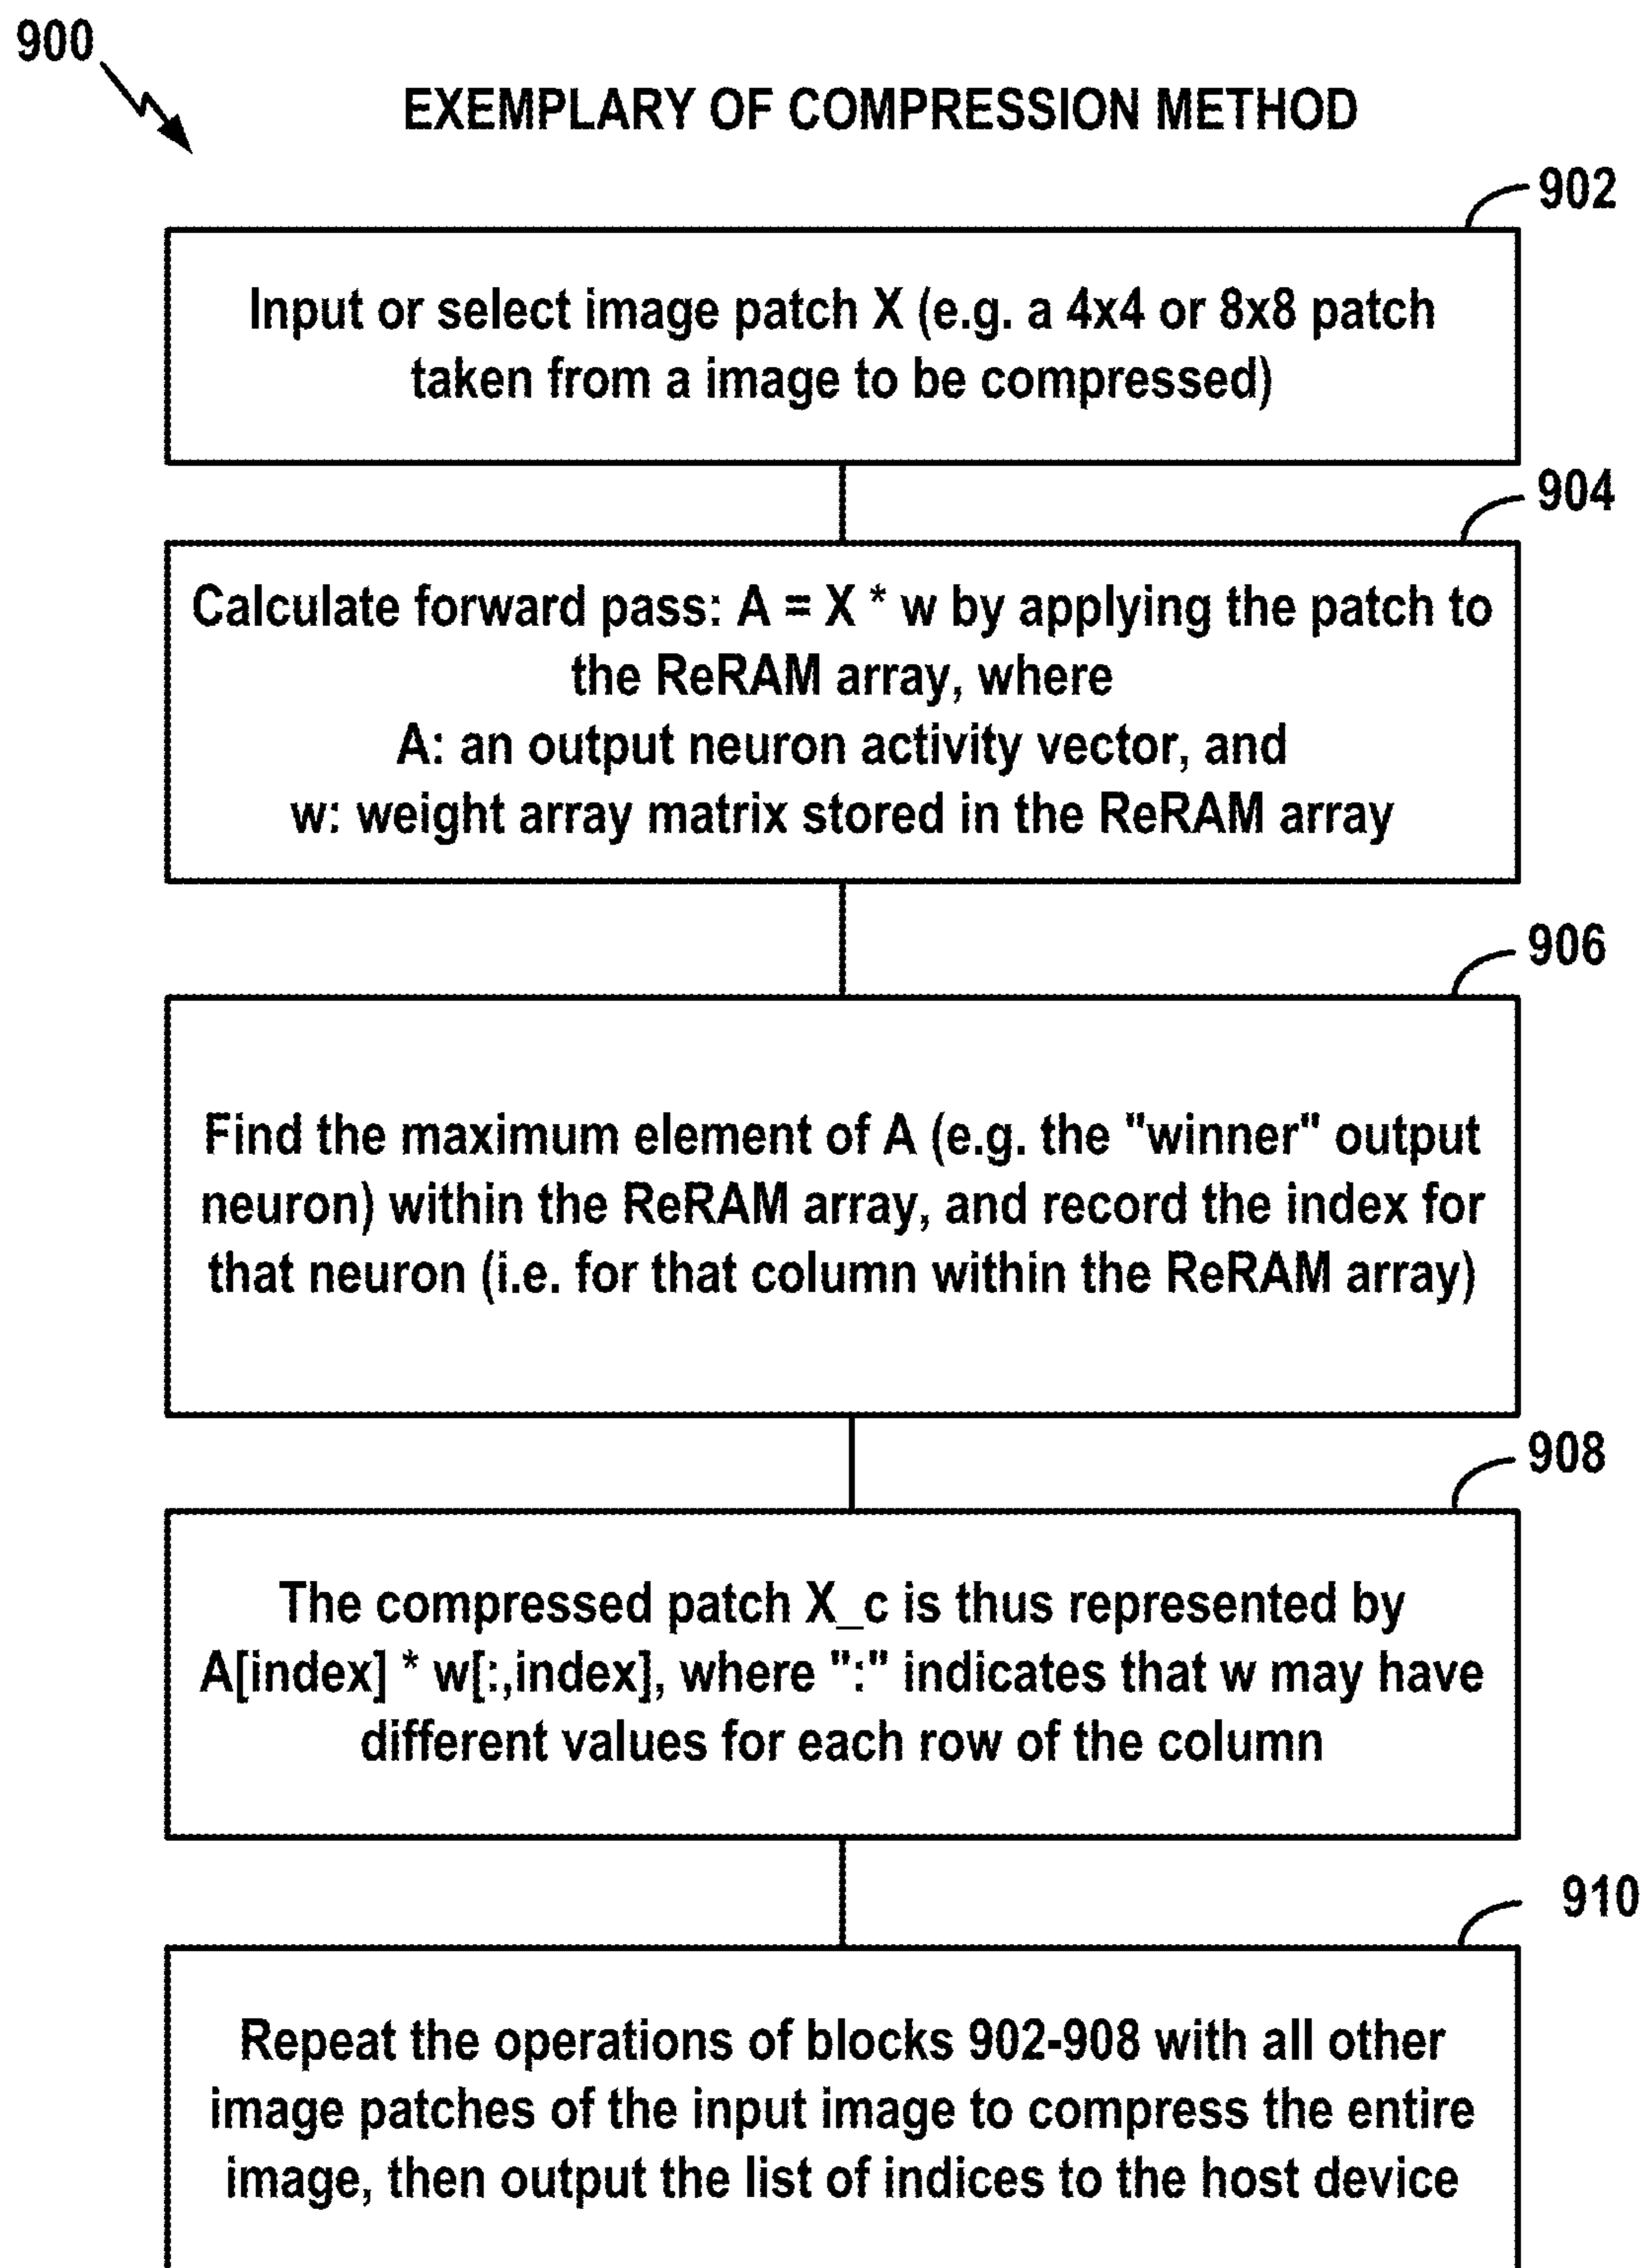 900
EXEMPLARY OF COMPRESSION METHOD
902
Input or select image patch X (e.g. a 4x4 or 8x8 patch
taken from a image to be compressed)
904
Calculate forward pass: A = X * w by applying the patch to
the ReRAM array, where
A: an output neuron activity vector, and
w: weight array matrix stored in the ReRAM array
906
Find the maximum element of A (e.g. the "winner" output
neuron) within the ReRAM array, and record the index for
that neuron (i.e. for that column within the ReRAM array)
908
The compressed patch X_c is thus represented by
A[index] * w[:,index], where ":" indicates that w may have
different values for each row of the column
910
Repeat the operations of blocks 902-908 with all other
image patches of the input image to compress the entire
image, then output the list of indices to the host device